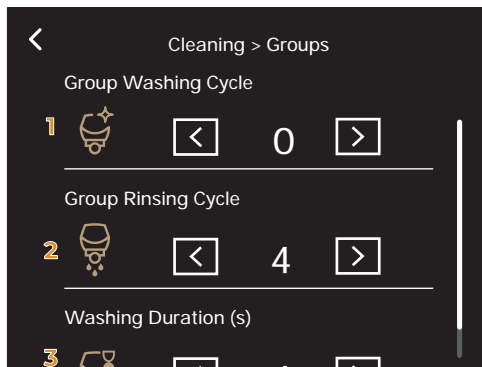 Cleaning > Groups
Group Washing Cycle
1
0
Group Rinsing Cycle
2
4
Washing Duration (s)
3